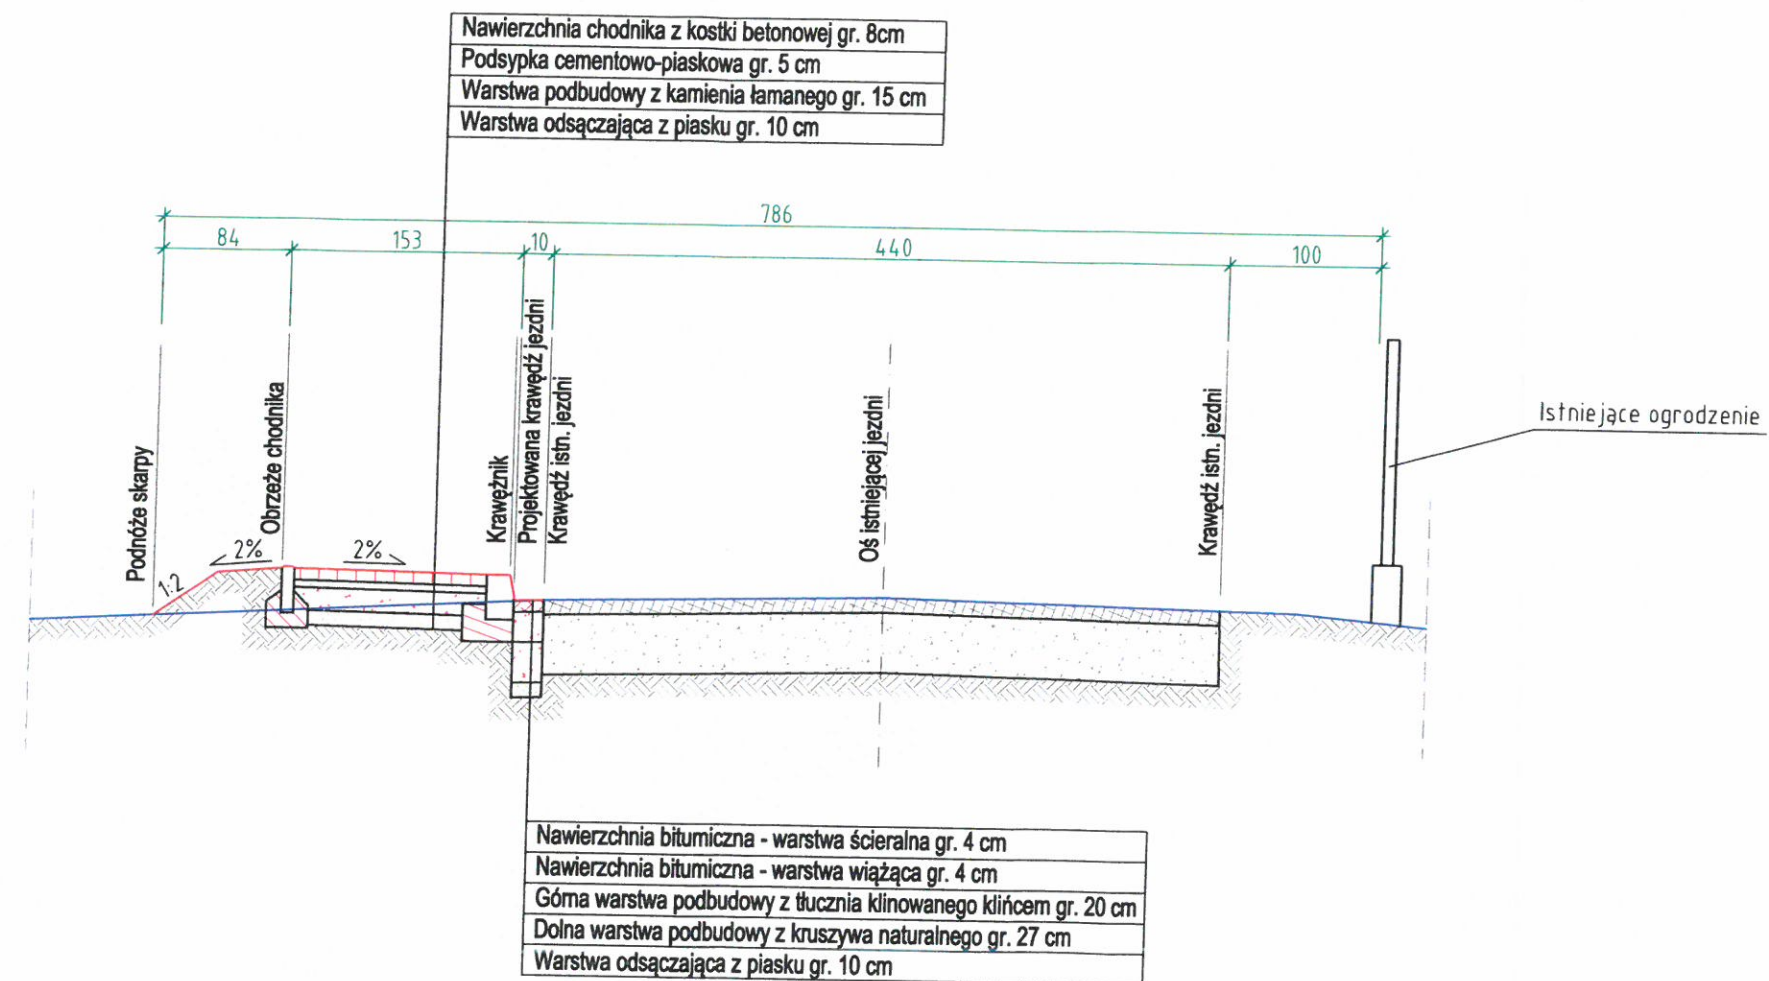 Nawierzchnia chodnika z kostki betonowej gr. 8cm
Podsypka cementowo-piaskowa gr. 5 cm
Warstwa podbudowy z kamienia łamanego gr. 15 cm
Warstwa odsączająca z piasku gr. 10 cm
786
84
153
10
440
100
Podnóże skarpy
Obrzeże chodnika
Krawężnik
Projektowana krawędź jezdni
Krawędź istn. jezdni
Oś istniejącej jezdni
Krawędź istn. jezdni
Istniejące ogrodzenie
1:2
2%
2%
Nawierzchnia bitumiczna - warstwa ścieralna gr. 4 cm
Nawierzchnia bitumiczna - warstwa wiążąca gr. 4 cm
Górna warstwa podbudowy z tłucznia klinowanego klińcem gr. 20 cm
Dolna warstwa podbudowy z kruszywa naturalnego gr. 27 cm
Warstwa odsączająca z piasku gr. 10 cm